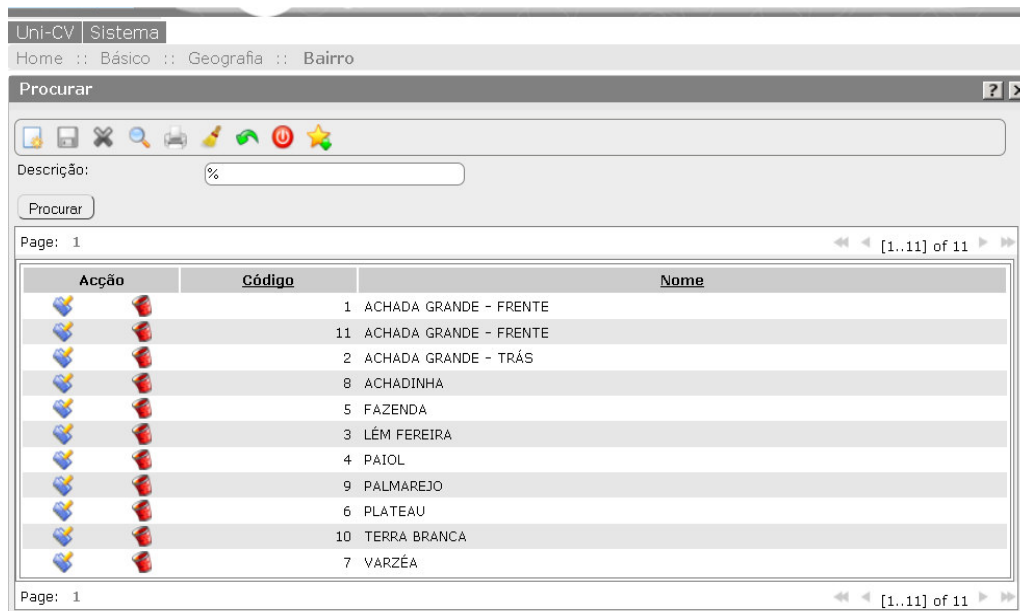 Uni-CV Sistema
Home :: Básico :: Geografia :: Bairro
Procurar ?
Descrição: %
Procurar
Page: 1 [1..11] of 11
Acção Código Nome
1 ACHADA GRANDE - FRENTE
11 ACHADA GRANDE - FRENTE
2 ACHADA GRANDE - TRÁS
8 ACHADINHA
5 FAZENDA
3 LÉM FEREIRA
4 PAIOL
9 PALMAREJO
6 PLATEAU
10 TERRA BRANCA
7 VARZÉA
Page: 1 [1..11] of 11